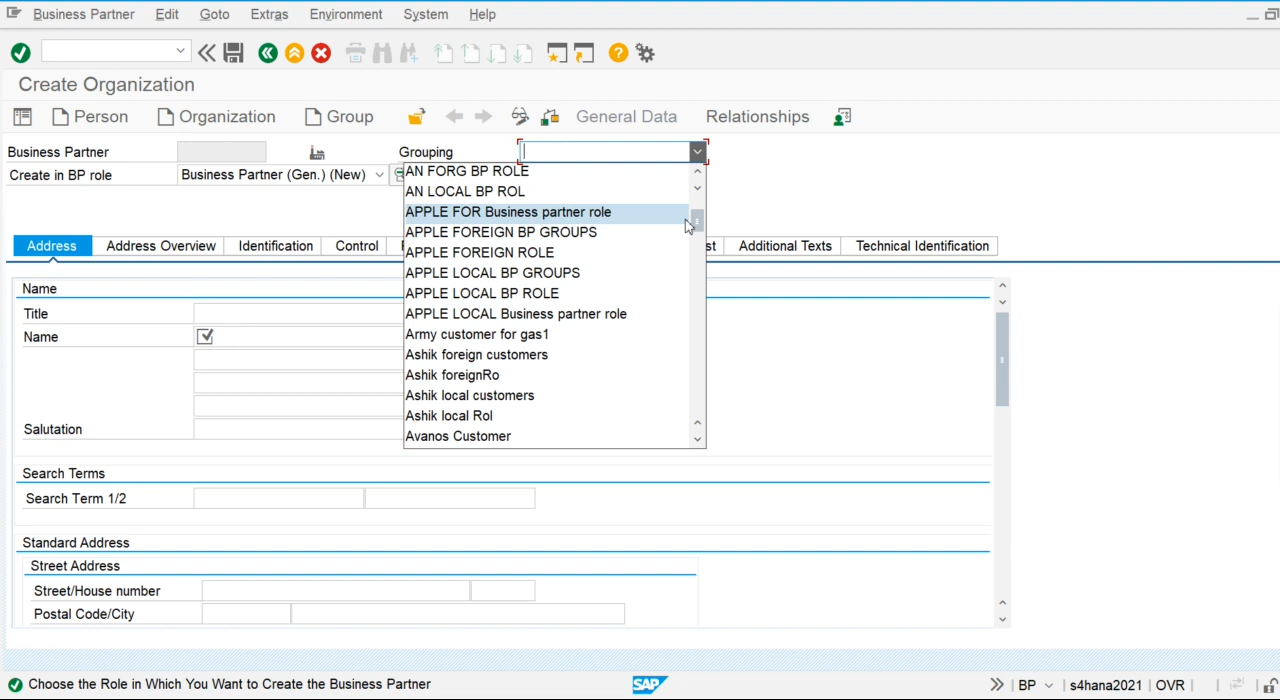 Business Partner Edit Goto Extras Environment System Help
Create Organization
Person Organization Group General Data Relationships
Business Partner Grouping
Create in BP role Business Partner (Gen.) (New)
AN FORG BP ROLE
AN LOCAL BP ROL
APPLE FOR Business partner role
APPLE FOREIGN BP GROUPS
APPLE FOREIGN ROLE
APPLE LOCAL BP GROUPS
APPLE LOCAL BP ROLE
APPLE LOCAL Business partner role
Army customer for gas1
Ashik foreign customers
Ashik foreignRo
Ashik local customers
Ashik local Rol
Avanos Customer
Address Address Overview Identification Control st Additional Texts Technical Identification
Name
Title
Name
Salutation
Search Terms
Search Term 1/2
Standard Address
Street Address
Street/House number
Postal Code/City
Choose the Role in Which You Want to Create the Business Partner SAP BP s4hana2021 OVR